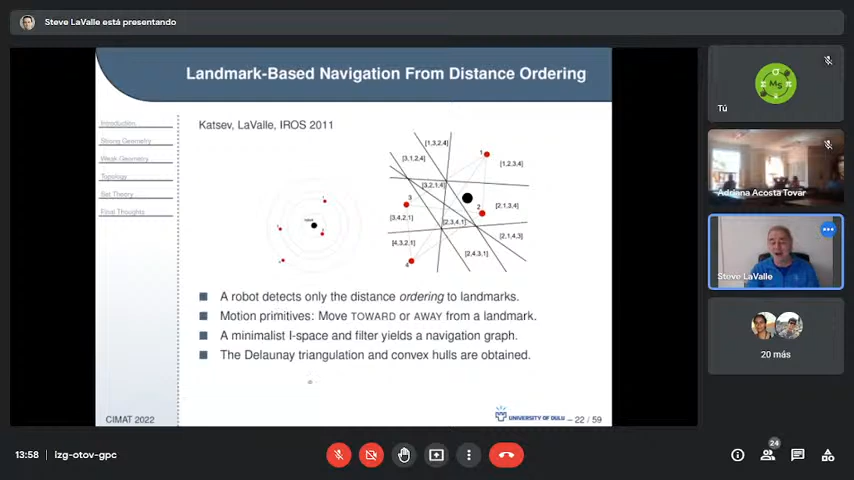 Steve LaValle está presentando
Landmark-Based Navigation From Distance Ordering
Introduction
Strong Geometry
Weak Geometry
Topology
Set Theory
Final Thoughts
Katsev, LaValle, IROS 2011
[1,3,2,4]
1
[3,1,2,4]
[1,2,3,4]
[3,2,1,4]
3
2
[2,1,3,4]
[3,4,2,1]
[2,3,4,1]
[4,3,2,1]
[2,1,4,3]
[2,4,3,1]
4
A robot detects only the distance ordering to landmarks.
Motion primitives: Move TOWARD or AWAY from a landmark.
A minimalist I-space and filter yields a navigation graph.
The Delaunay triangulation and convex hulls are obtained.
CIMAT 2022
UNIVERSITY OF OULU – 22 / 59
MS
Tú
Adriana Acosta Tovar
Steve LaValle
20 más
13:58 | lzg-otov-gpc
24